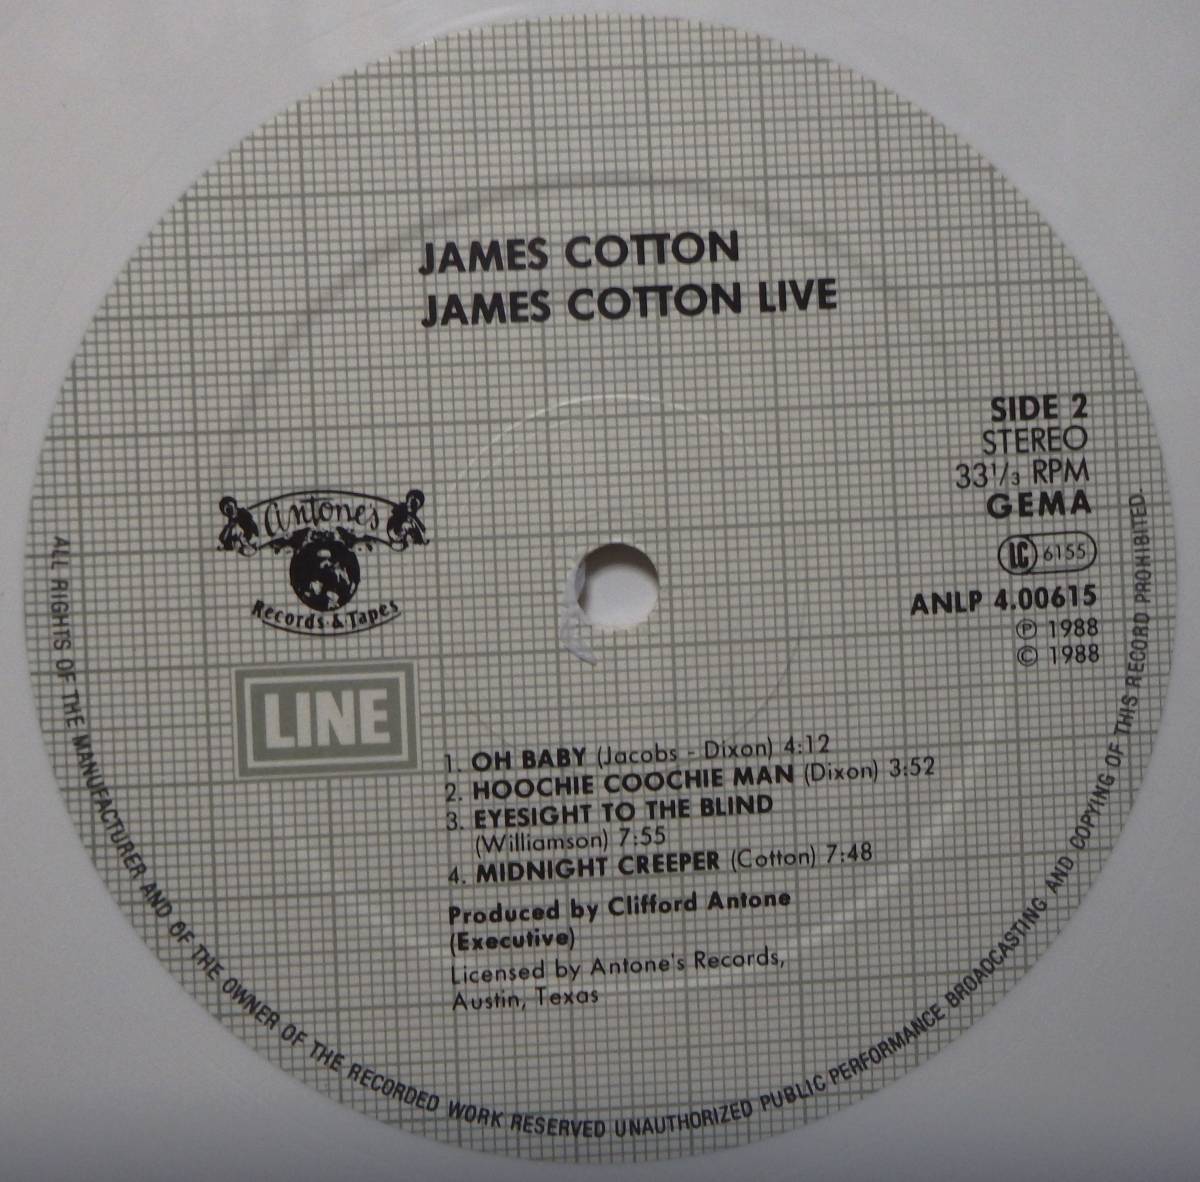 JAMES COTTON
JAMES COTTON LIVE
SIDE 2
STEREO
33 1/3 RPM
GEMA
LC 6155
ANLP 4.00615
℗ 1988
© 1988
Antone's
Records & Tapes
LINE
1. OH BABY (Jacobs - Dixon) 4:12
2. HOOCHIE COOCHIE MAN (Dixon) 3:52
3. EYESIGHT TO THE BLIND
(Williamson) 7:55
4. MIDNIGHT CREEPER (Cotton) 7:48
Produced by Clifford Antone
(Executive)
Licensed by Antone's Records,
Austin, Texas
ALL RIGHTS OF THE MANUFACTURER AND OF THE OWNER OF THE RECORDED WORK RESERVED UNAUTHORIZED PUBLIC PERFORMANCE BROADCASTING AND COPYING OF THIS RECORD PROHIBITED.